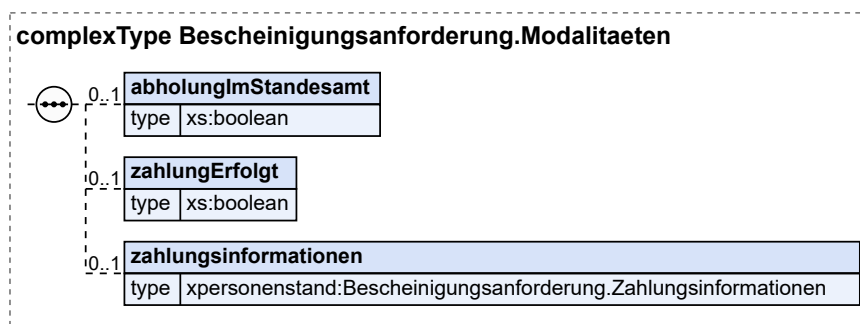 complexType Bescheinigungsanforderung.Modalitaeten
0..1 abholungImStandesamt
type xs:boolean
0..1 zahlungErfolgt
type xs:boolean
0..1 zahlungsinformationen
type xpersonenstand:Bescheinigungsanforderung.Zahlungsinformationen